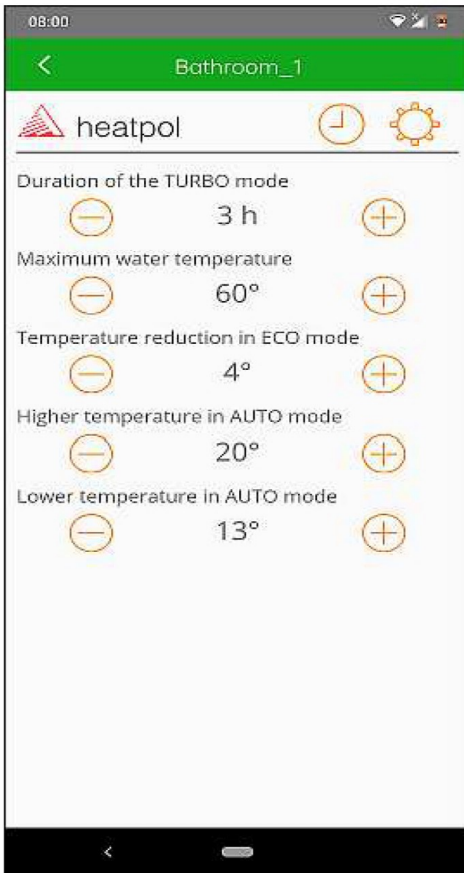 08:00
Bathroom_1
heatpol
Duration of the TURBO mode
3 h
Maximum water temperature
60°
Temperature reduction in ECO mode
4°
Higher temperature in AUTO mode
20°
Lower temperature in AUTO mode
13°